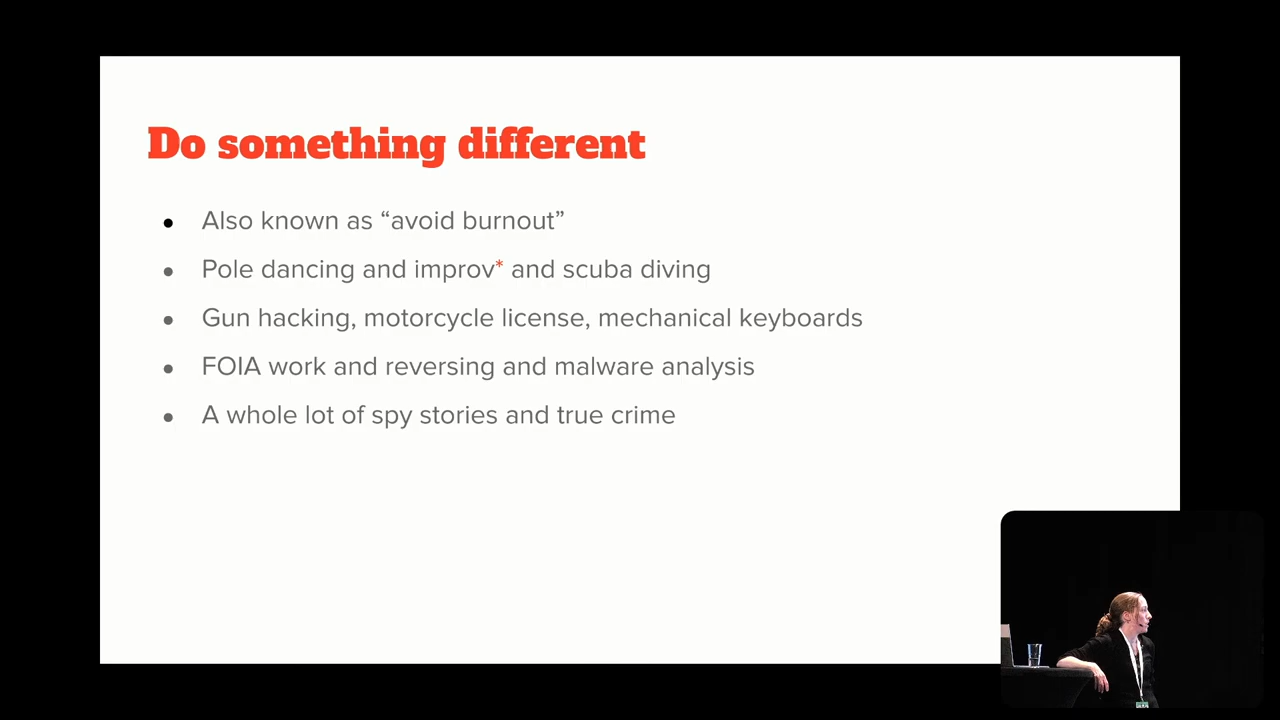 Do something different
● Also known as “avoid burnout”
● Pole dancing and improv* and scuba diving
● Gun hacking, motorcycle license, mechanical keyboards
● FOIA work and reversing and malware analysis
● A whole lot of spy stories and true crime